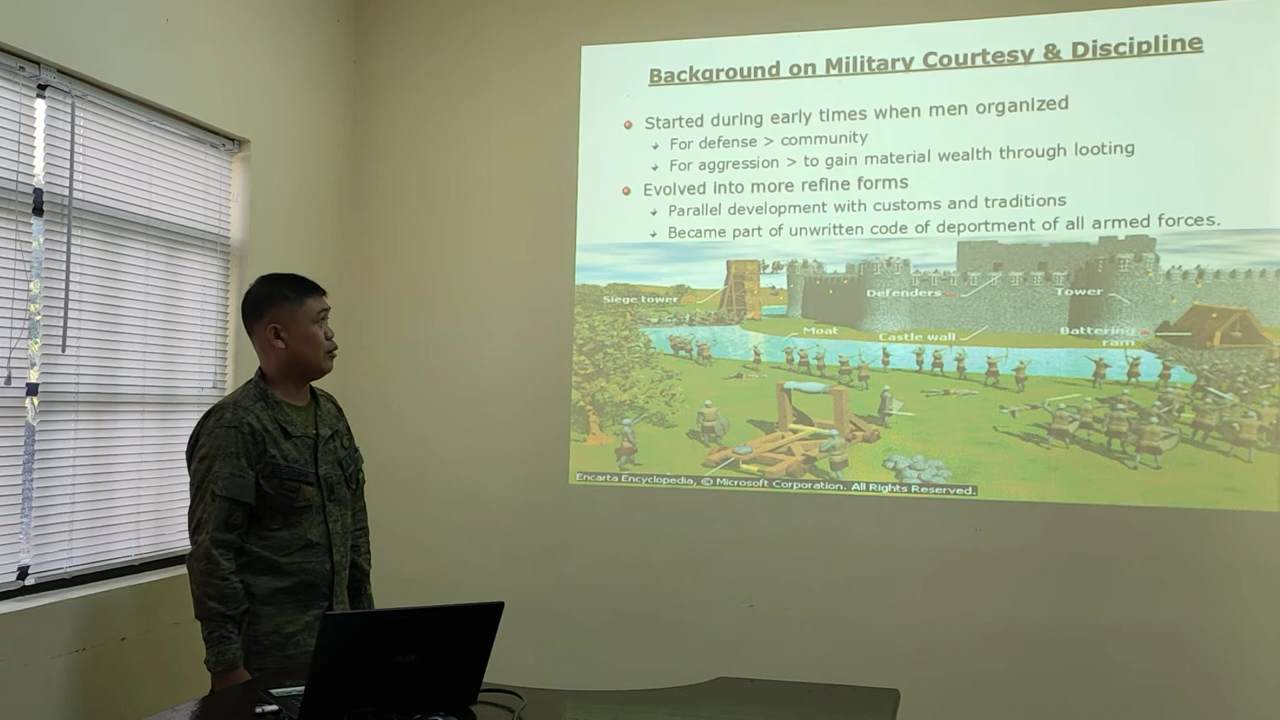 Background on Military Courtesy & Discipline
Started during early times when men organized
For defense > community
For aggression > to gain material wealth through looting
Evolved into more refine forms
Parallel development with customs and traditions
Became part of unwritten code of deportment of all armed forces.
Siege tower
Defenders
Tower
Moat
Castle wall
Battering
ram
Encarta Encyclopedia, © Microsoft Corporation. All Rights Reserved.